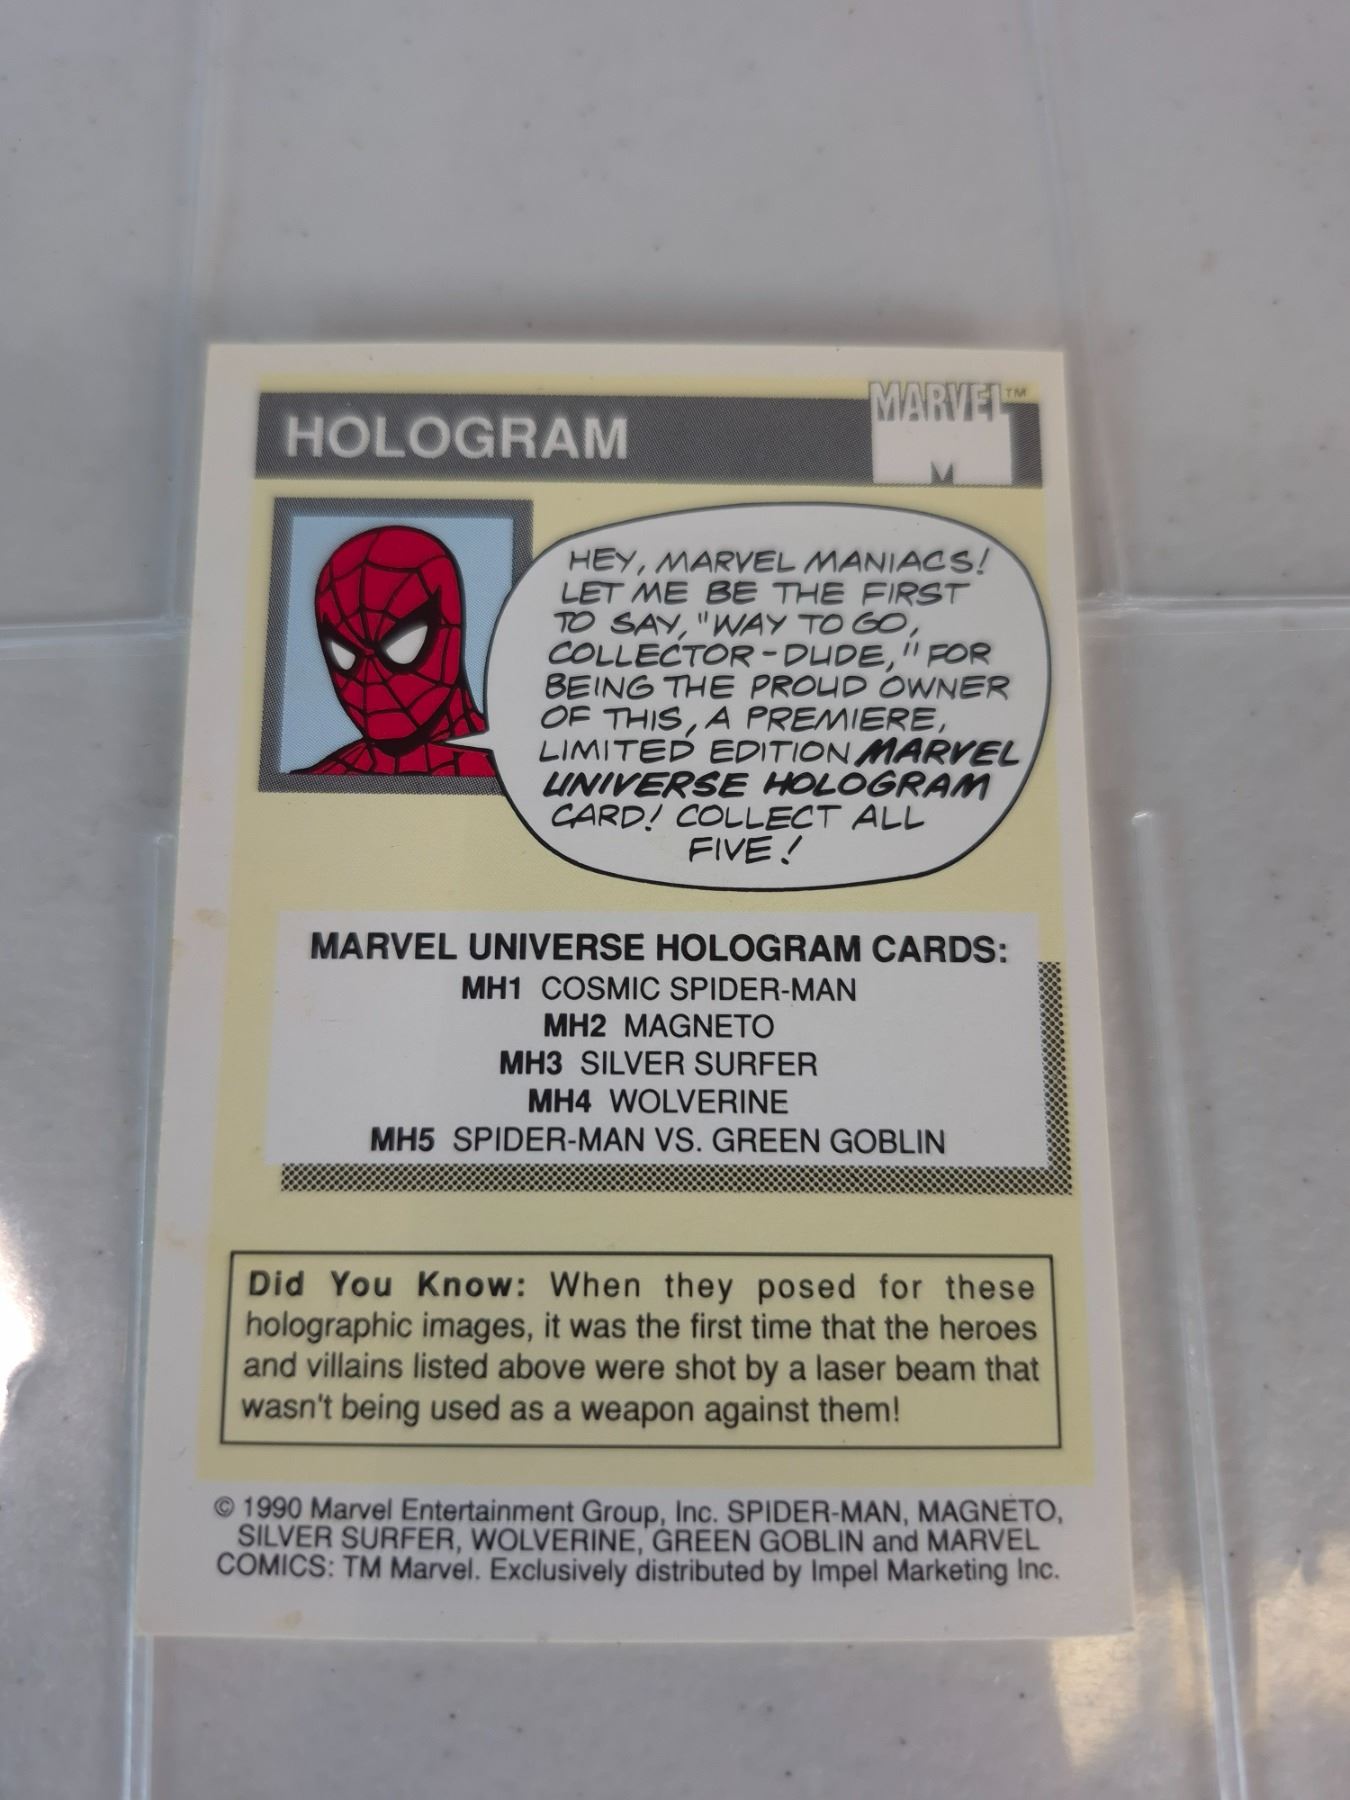 HOLOGRAM
MARVEL™
M
HEY, MARVEL MANIACS!
LET ME BE THE FIRST
TO SAY, "WAY TO GO,
COLLECTOR-DUDE," FOR
BEING THE PROUD OWNER
OF THIS, A PREMIERE,
LIMITED EDITION MARVEL
UNIVERSE HOLOGRAM
CARD! COLLECT ALL
FIVE!
MARVEL UNIVERSE HOLOGRAM CARDS:
MH1 COSMIC SPIDER-MAN
MH2 MAGNETO
MH3 SILVER SURFER
MH4 WOLVERINE
MH5 SPIDER-MAN VS. GREEN GOBLIN
Did You Know: When they posed for these
holographic images, it was the first time that the heroes
and villains listed above were shot by a laser beam that
wasn't being used as a weapon against them!
© 1990 Marvel Entertainment Group, Inc. SPIDER-MAN, MAGNETO,
SILVER SURFER, WOLVERINE, GREEN GOBLIN and MARVEL
COMICS: TM Marvel. Exclusively distributed by Impel Marketing Inc.